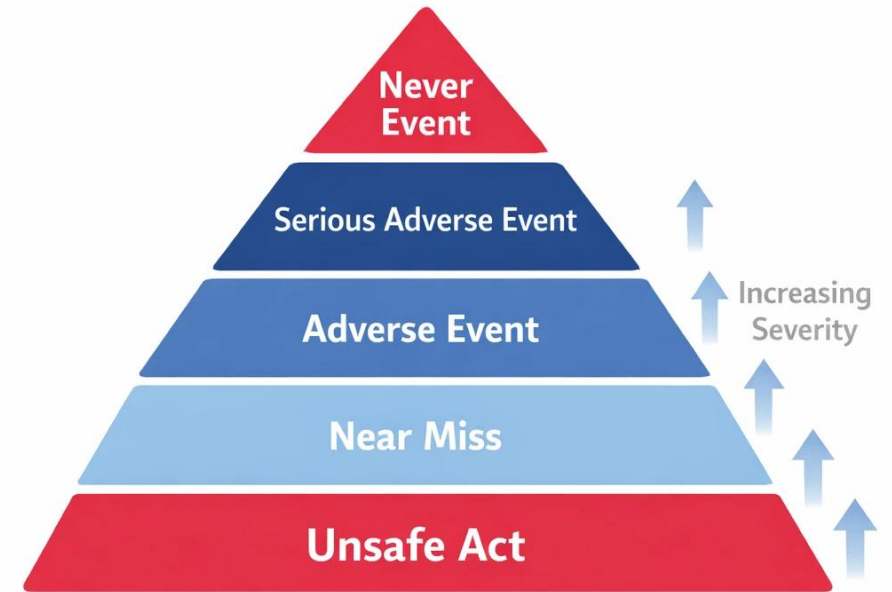 Never
Event
Serious Adverse Event
Adverse Event
Increasing
Severity
Near Miss
Unsafe Act